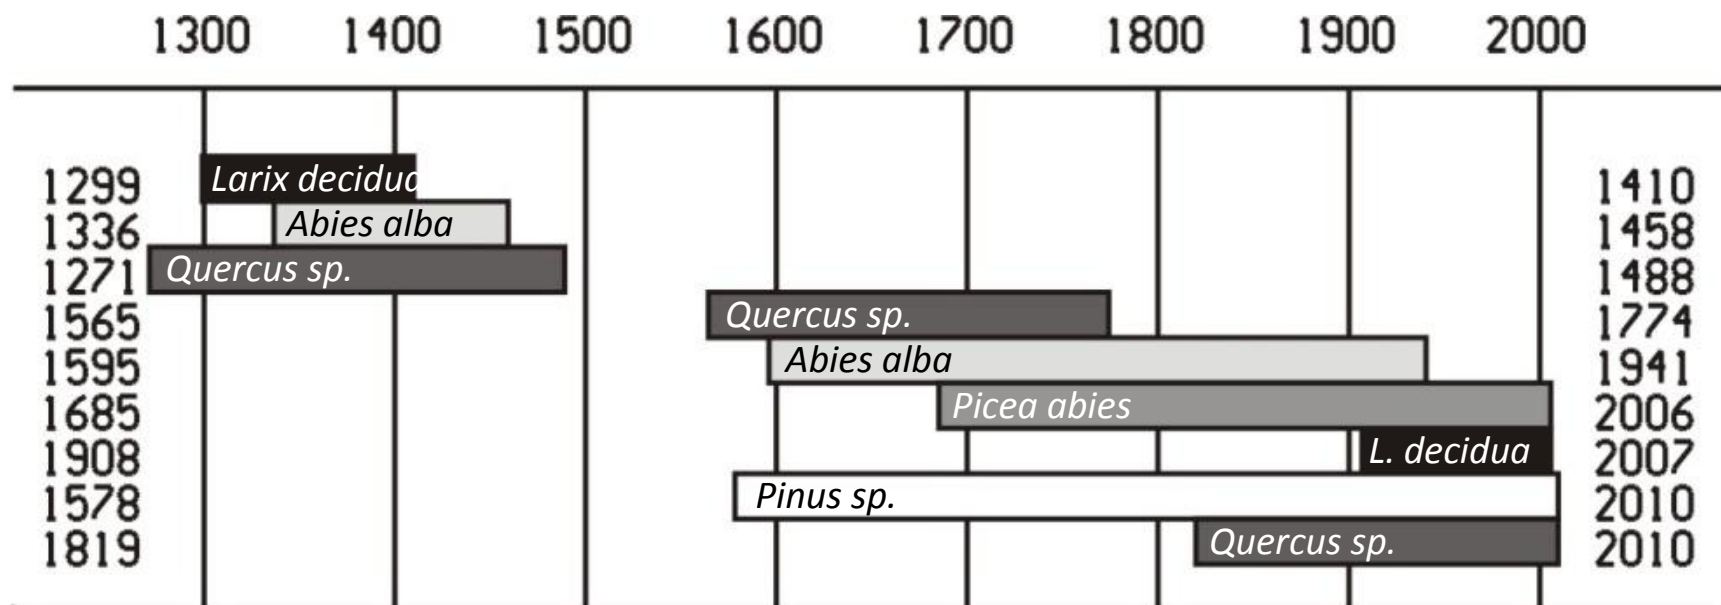 1300 1400 1500 1600 1700 1800 1900 2000
1299 Larix decidua 1410
1336 Abies alba 1458
1271 Quercus sp. 1488
1565 Quercus sp. 1774
1595 Abies alba 1941
1685 Picea abies 2006
1908 L. decidua 2007
1578 Pinus sp. 2010
1819 Quercus sp. 2010